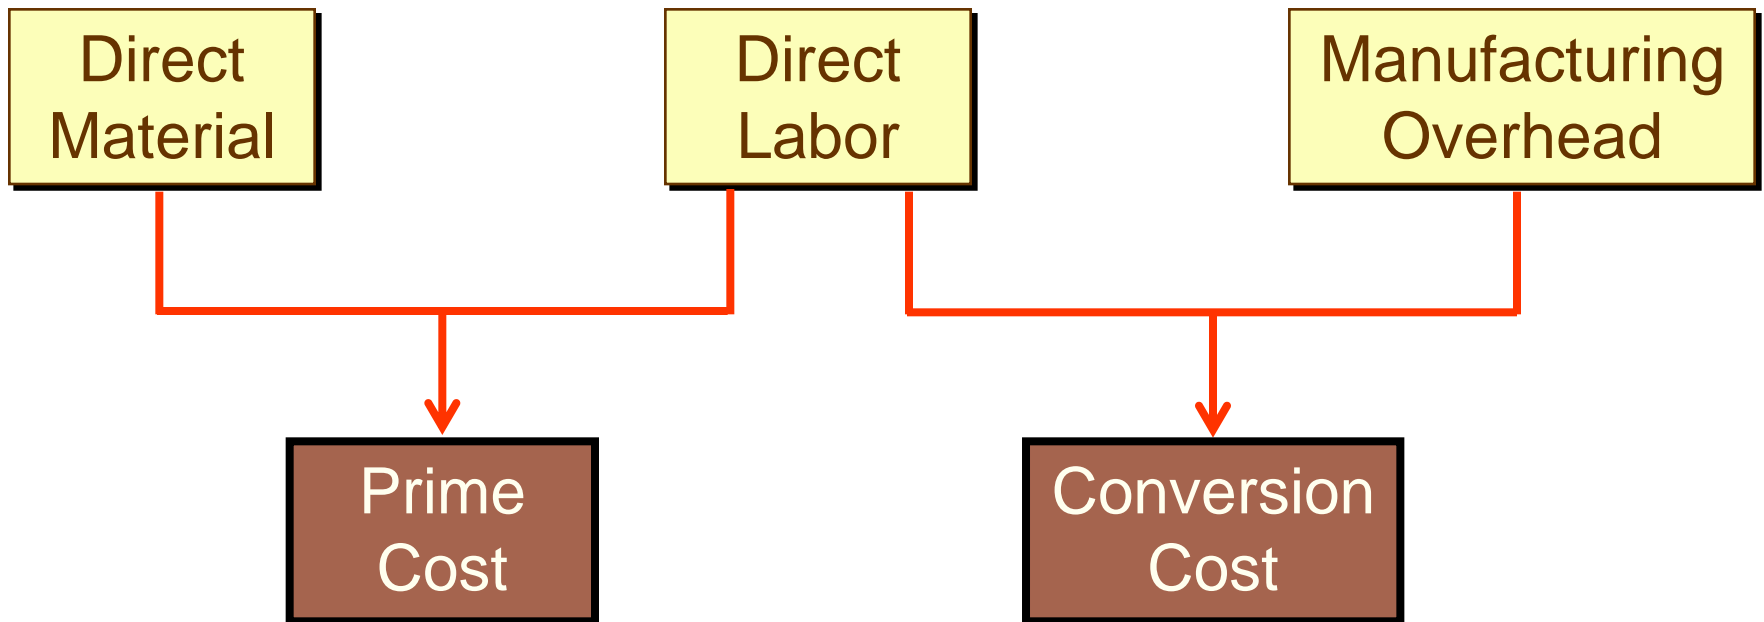 Direct
Material
Direct
Labor
Manufacturing
Overhead
Prime
Cost
Conversion
Cost